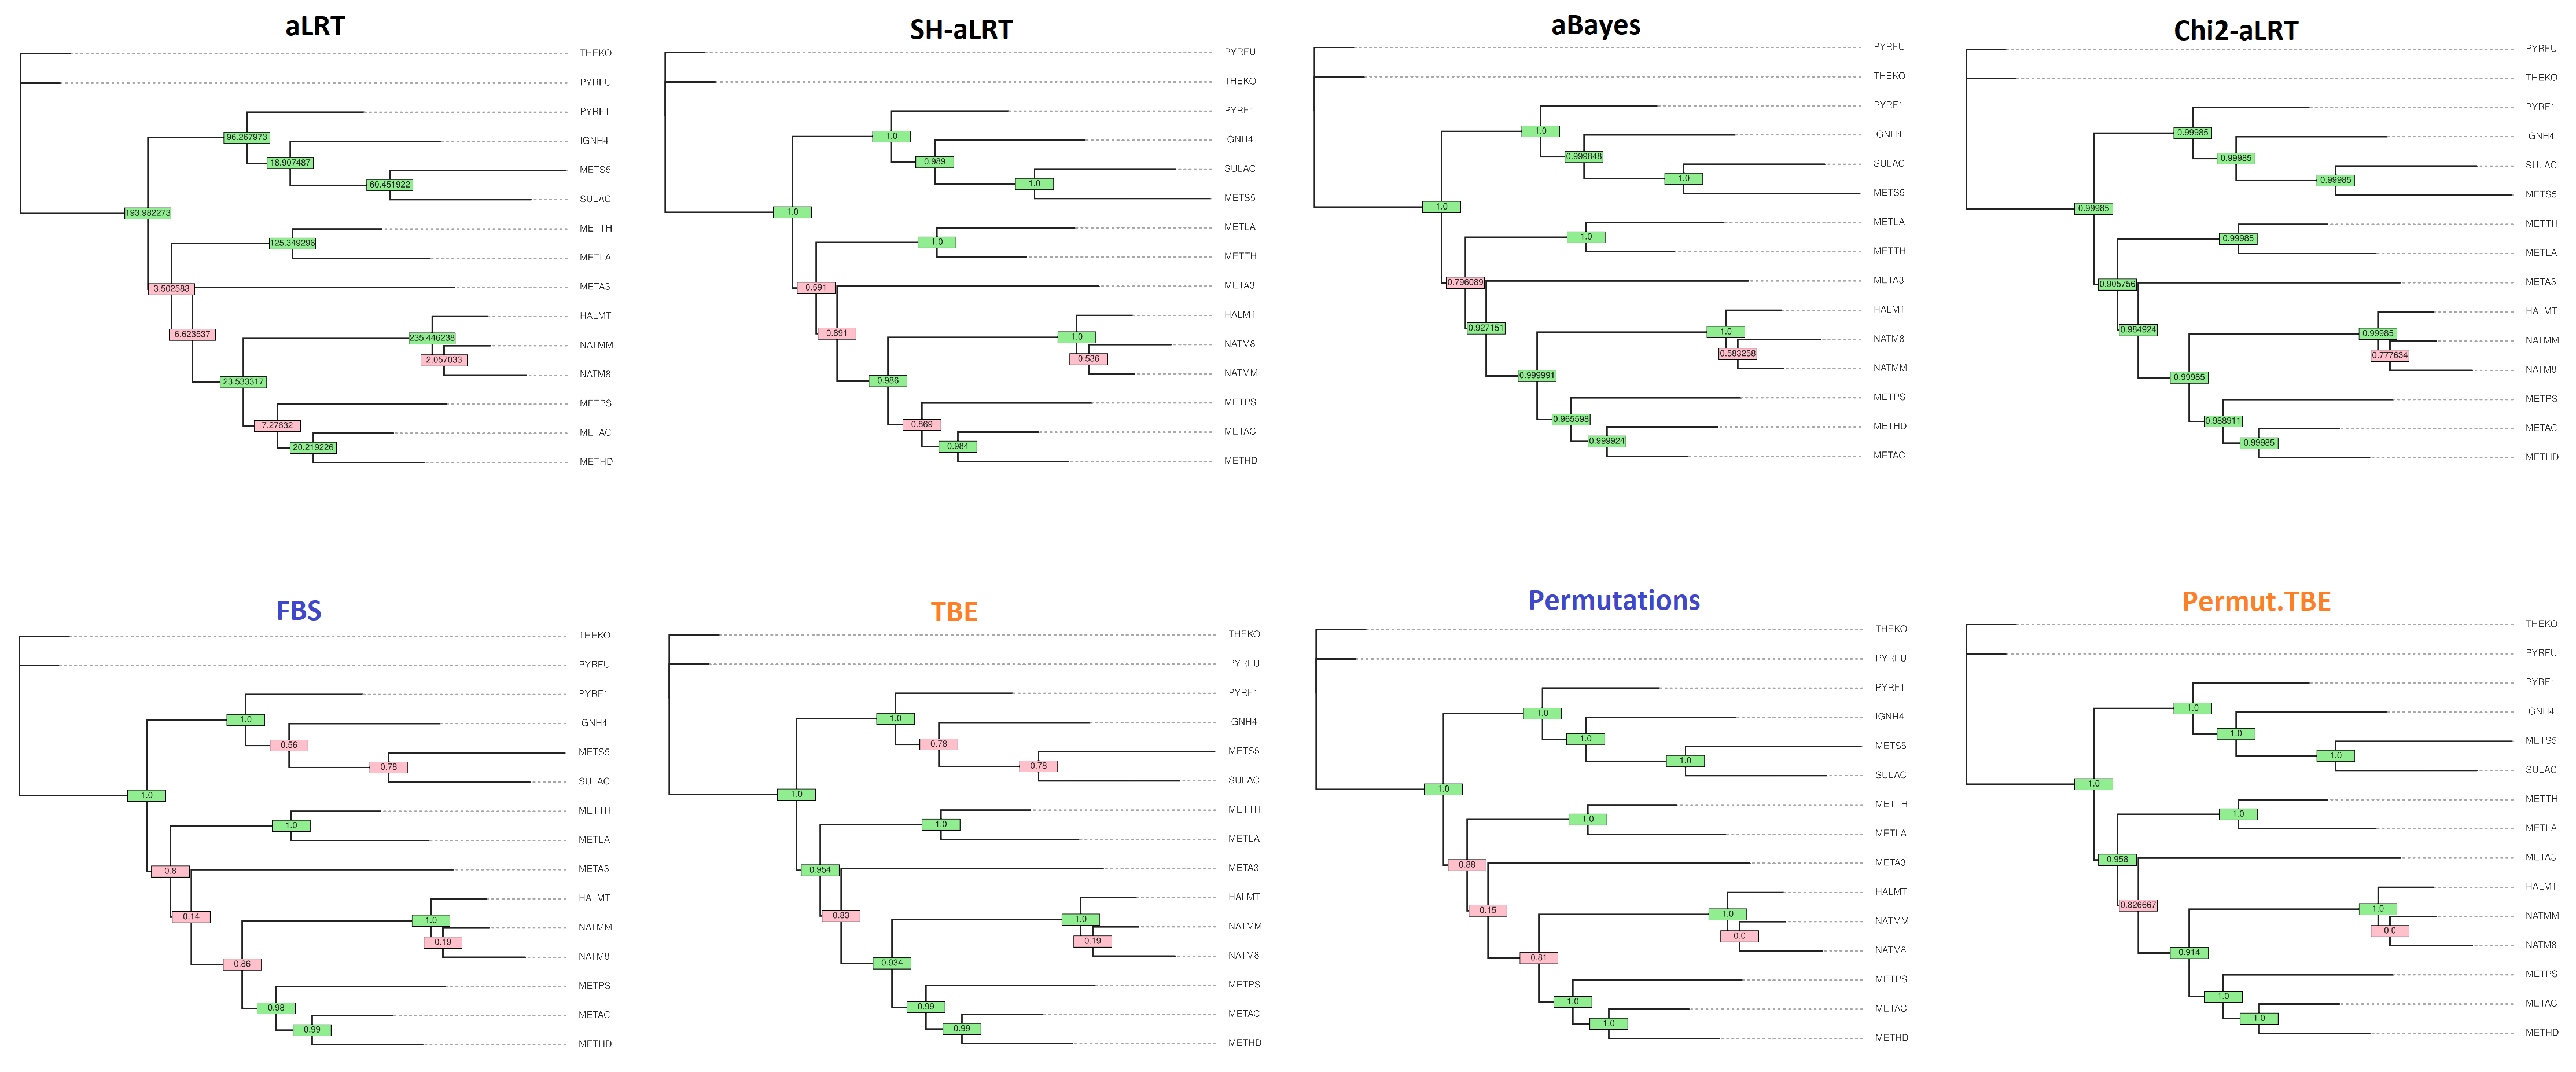 aLRT
THEKO
PYRFU
PYRF1
96.267973
IGNH4
18.907487
METS5
60.451922
SULAC
193.982273
METTH
125.349296
METLA
META3
3.502583
HALMT
6.623537
235.446238
NATMM
2.057033
NATM8
23.533317
METPS
7.27632
METAC
20.219226
METHD
SH-aLRT
PYRFU
THEKO
PYRF1
1.0
IGNH4
0.989
SULAC
1.0
METS5
1.0
METLA
1.0
METTH
META3
0.591
HALMT
0.891
1.0
NATM8
0.536
NATMM
0.986
METPS
0.869
METAC
0.984
METHD
aBayes
PYRFU
THEKO
PYRF1
1.0
IGNH4
0.999848
SULAC
1.0
METS5
1.0
METLA
1.0
METTH
META3
0.796089
HALMT
0.927151
1.0
NATM8
0.583258
NATMM
0.999991
METPS
0.965598
METHD
0.999924
METAC
Chi2-aLRT
PYRFU
THEKO
PYRF1
0.99985
IGNH4
0.99985
SULAC
0.99985
METS5
0.99985
METTH
0.99985
METLA
META3
0.905756
HALMT
0.984924
0.99985
NATMM
0.777634
NATM8
0.99985
METPS
0.988911
METAC
0.99985
METHD
FBS
THEKO
PYRFU
PYRF1
1.0
IGNH4
0.56
METS5
0.78
SULAC
1.0
METTH
1.0
METLA
META3
0.8
HALMT
0.14
1.0
NATMM
0.19
NATM8
0.86
METPS
0.98
METAC
0.99
METHD
TBE
THEKO
PYRFU
PYRF1
1.0
IGNH4
0.78
METS5
0.78
SULAC
1.0
METTH
1.0
METLA
META3
0.954
HALMT
0.83
1.0
NATMM
0.19
NATM8
0.934
METPS
0.99
METAC
0.99
METHD
Permutations
THEKO
PYRFU
PYRF1
1.0
IGNH4
1.0
METS5
1.0
SULAC
1.0
METTH
1.0
METLA
META3
0.88
HALMT
0.15
1.0
NATMM
0.0
NATM8
0.81
METPS
1.0
METAC
1.0
METHD
Permut.TBE
THEKO
PYRFU
PYRF1
1.0
IGNH4
1.0
METS5
1.0
SULAC
1.0
METTH
1.0
METLA
META3
0.958
HALMT
0.826667
1.0
NATMM
0.0
NATM8
0.914
METPS
1.0
METAC
1.0
METHD